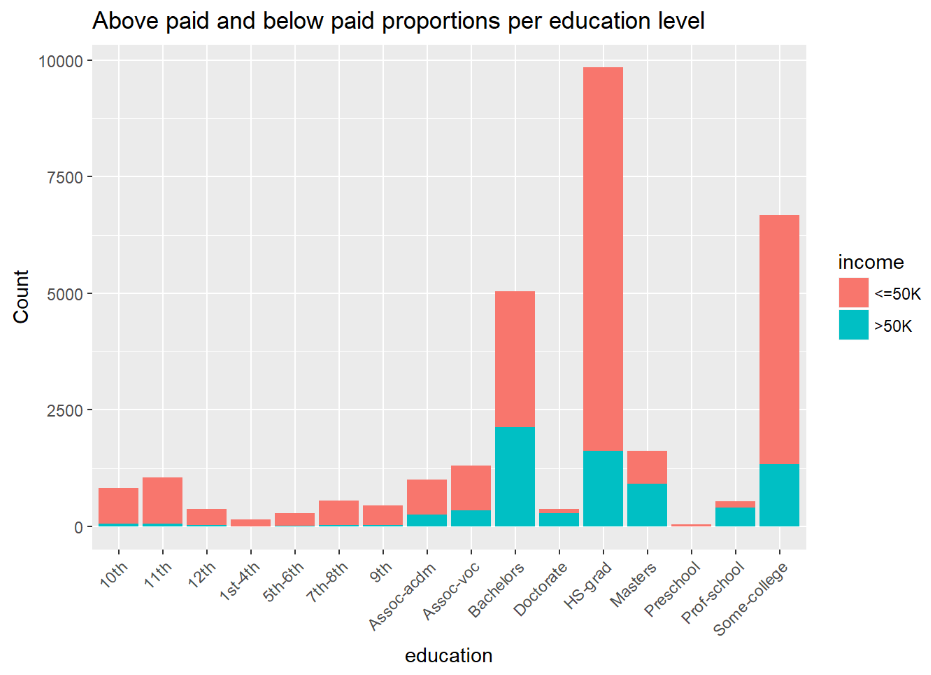 Above paid and below paid proportions per education level
10000
7500
5000
2500
0
Count
10th
11th
12th
1st-4th
5th-6th
7th-8th
9th
Assoc-acdm
Assoc-voc
Bachelors
Doctorate
HS-grad
Masters
Preschool
Prof-school
Some-college
education
income
<=50K
>50K